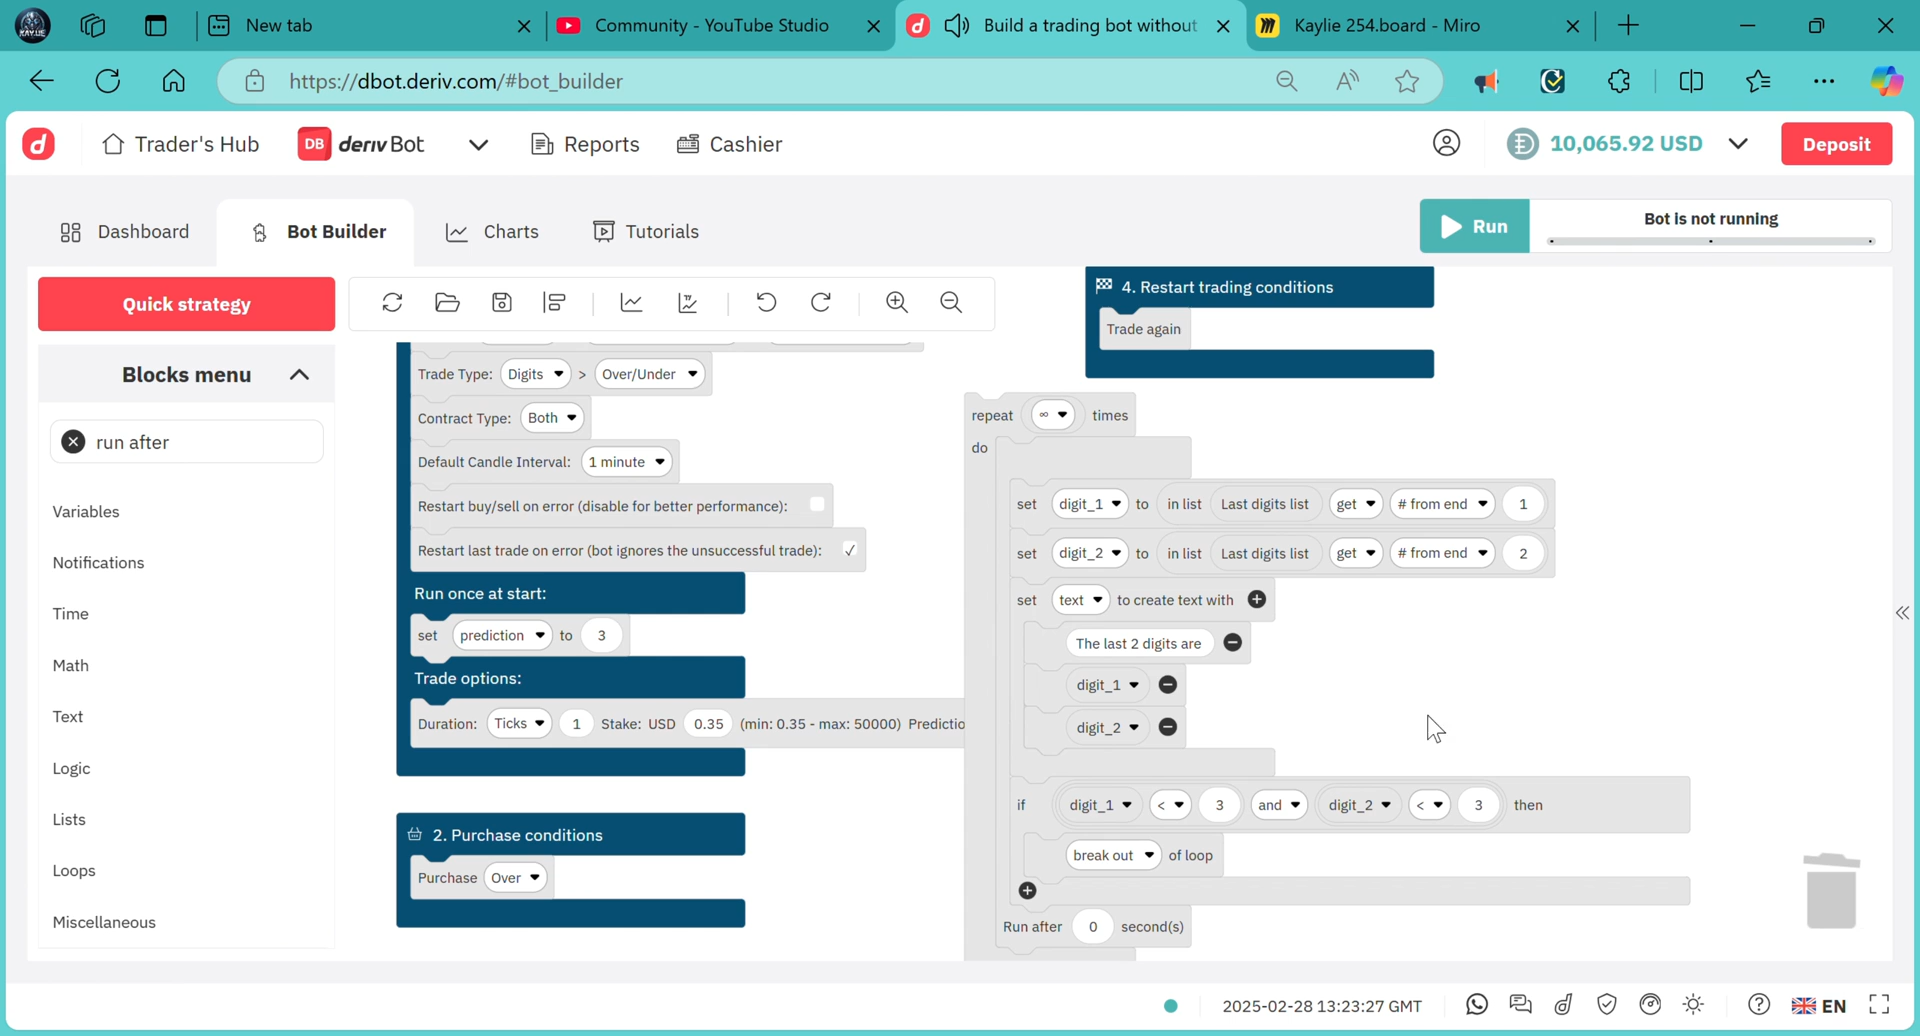 New tab
Community - YouTube Studio
Build a trading bot without
Kaylie 254.board - Miro
https://dbot.deriv.com/#bot_builder
Trader's Hub
DB deriv Bot
Reports
Cashier
10,065.92 USD
Deposit
Dashboard
Bot Builder
Charts
Tutorials
Run
Bot is not running
Quick strategy
Blocks menu
run after
Variables
Notifications
Time
Math
Text
Logic
Lists
Loops
Miscellaneous
Trade Type: Digits > Over/Under
Contract Type: Both
Default Candle Interval: 1 minute
Restart buy/sell on error (disable for better performance):
Restart last trade on error (bot ignores the unsuccessful trade): ✓
Run once at start:
set prediction to 3
Trade options:
Duration: Ticks 1 Stake: USD 0.35 (min: 0.35 - max: 50000) Predictio
2. Purchase conditions
Purchase Over
4. Restart trading conditions
Trade again
repeat ∞ times
do
set digit_1 to in list Last digits list get # from end 1
set digit_2 to in list Last digits list get # from end 2
set text to create text with
The last 2 digits are
digit_1
digit_2
if digit_1 < 3 and digit_2 < 3 then
break out of loop
Run after 0 second(s)
2025-02-28 13:23:27 GMT
EN